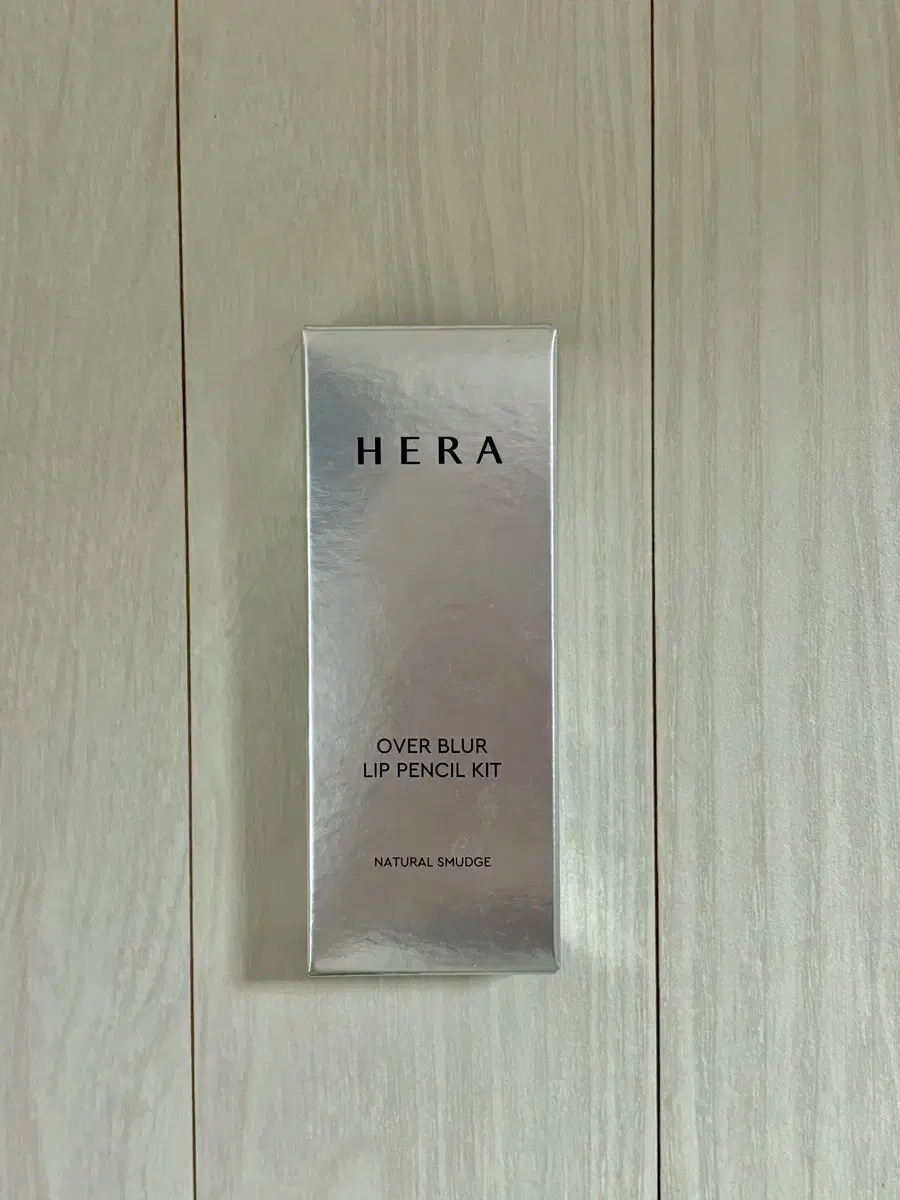 HERA
OVER BLUR
LIP PENCIL KIT
NATURAL SMUDGE